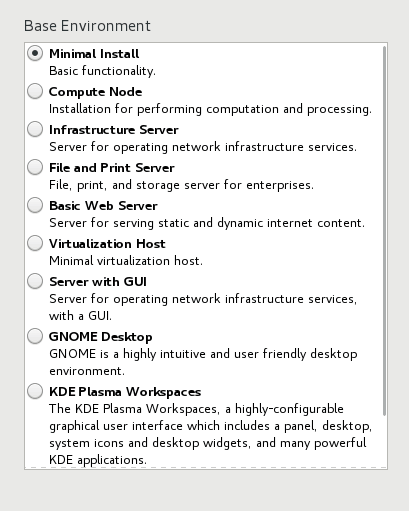 Base Environment
Minimal Install
Basic functionality.
Compute Node
Installation for performing computation and processing.
Infrastructure Server
Server for operating network infrastructure services.
File and Print Server
File, print, and storage server for enterprises.
Basic Web Server
Server for serving static and dynamic internet content.
Virtualization Host
Minimal virtualization host.
Server with GUI
Server for operating network infrastructure services,
with a GUI.
GNOME Desktop
GNOME is a highly intuitive and user friendly desktop
environment.
KDE Plasma Workspaces
The KDE Plasma Workspaces, a highly-configurable
graphical user interface which includes a panel, desktop,
system icons and desktop widgets, and many powerful
KDE applications.